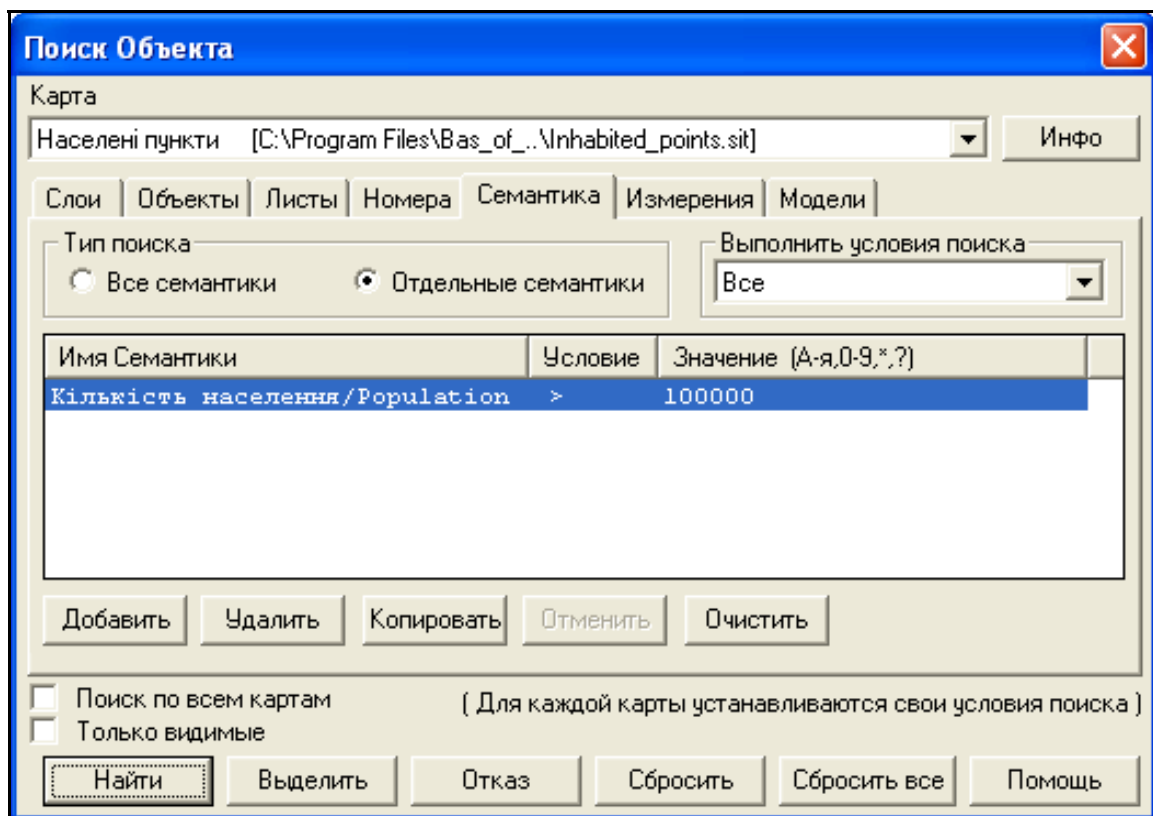 Поиск Объекта
Карта
Населені пункти [C:\Program Files\Bas_of_..\Inhabited_points.sit] Инфо
Слои Объекты Листы Номера Семантика Измерения Модели
Тип поиска Выполнить условия поиска
Все семантики Отдельные семантики Все
Имя Семантики Условие Значение (А-я,0-9,*,?)
Кількість населення/Population > 100000
Добавить Удалить Копировать Отменить Очистить
Поиск по всем картам ( Для каждой карты устанавливаются свои условия поиска )
Только видимые
Найти Выделить Отказ Сбросить Сбросить все Помощь